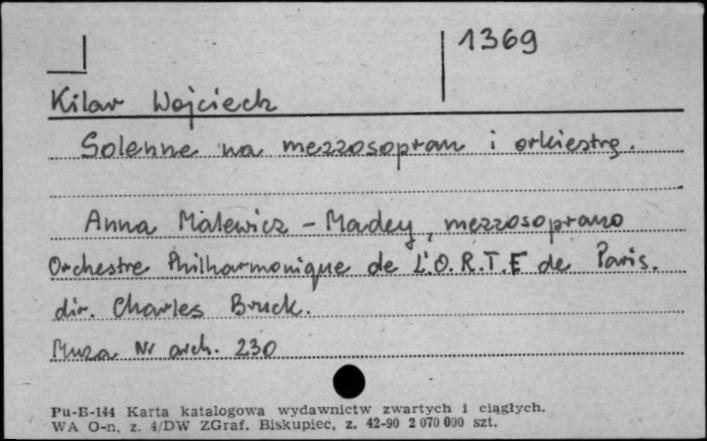 1369
Kilar Wojciech
Solenne na mezzosopran i orkiestrę.
Anna Malewicz - Madey, mezzosoprano
Orchestre Philharmonique de L'O.R.T.F de Paris.
dir. Charles Bruck.
Muza Nr arch. 230
Pu-B-144 Karta katalogowa wydawnictw zwartych i ciągłych.
WA O-n, z. 4/DW ZGraf. Biskupiec, z. 42-90 2 070 000 szt.